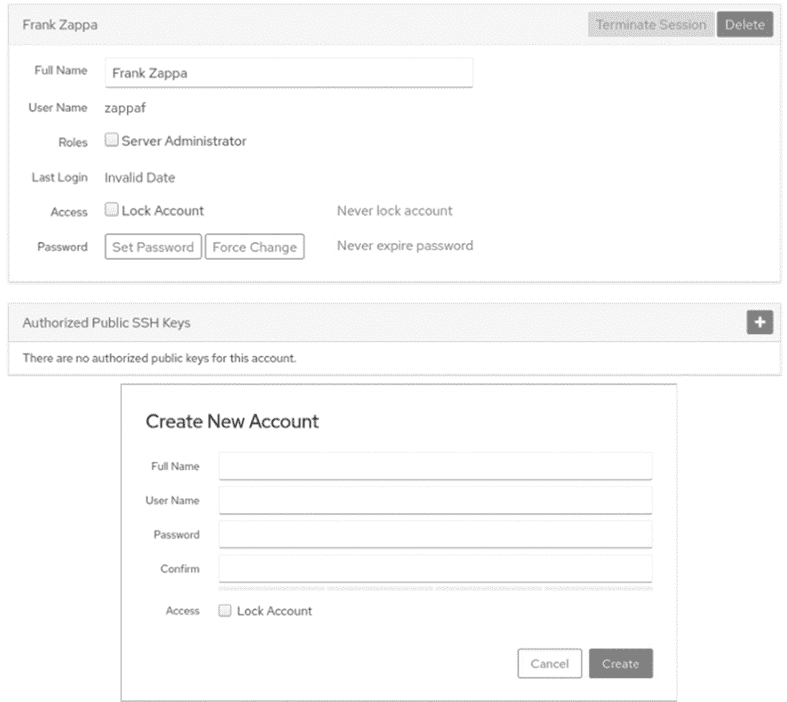 Frank Zappa Terminate Session Delete
Full Name Frank Zappa
User Name zappaf
Roles Server Administrator
Last Login Invalid Date
Access Lock Account Never lock account
Password Set Password Force Change Never expire password
Authorized Public SSH Keys +
There are no authorized public keys for this account.
Create New Account
Full Name
User Name
Password
Confirm
Access Lock Account
Cancel Create